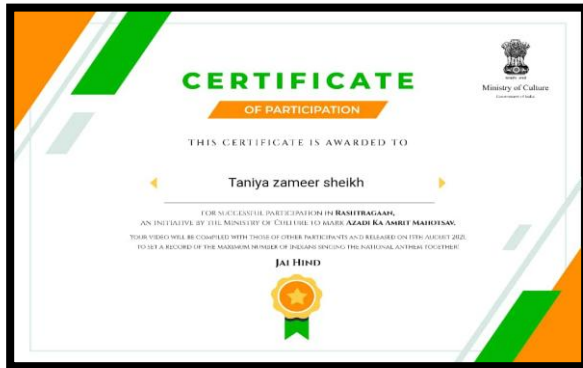 CERTIFICATE
OF PARTICIPATION
Ministry of Culture
Government of India
THIS CERTIFICATE IS AWARDED TO
Taniya zameer sheikh
FOR SUCCESSFUL PARTICIPATION IN RASHTRAGAAN,
AN INITIATIVE BY THE MINISTRY OF CULTURE TO MARK AZADI KA AMRIT MAHOTSAV.
YOUR VIDEO WILL BE COMPILED WITH THOSE OF OTHER PARTICIPANTS AND RELEASED ON 15TH AUGUST 2021,
TO SET A RECORD OF THE MAXIMUM NUMBER OF INDIANS SINGING THE NATIONAL ANTHEM TOGETHER!
JAI HIND